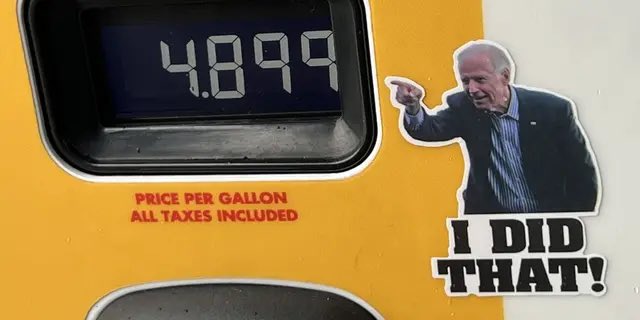 4.899
PRICE PER GALLON
ALL TAXES INCLUDED
I DID
THAT!